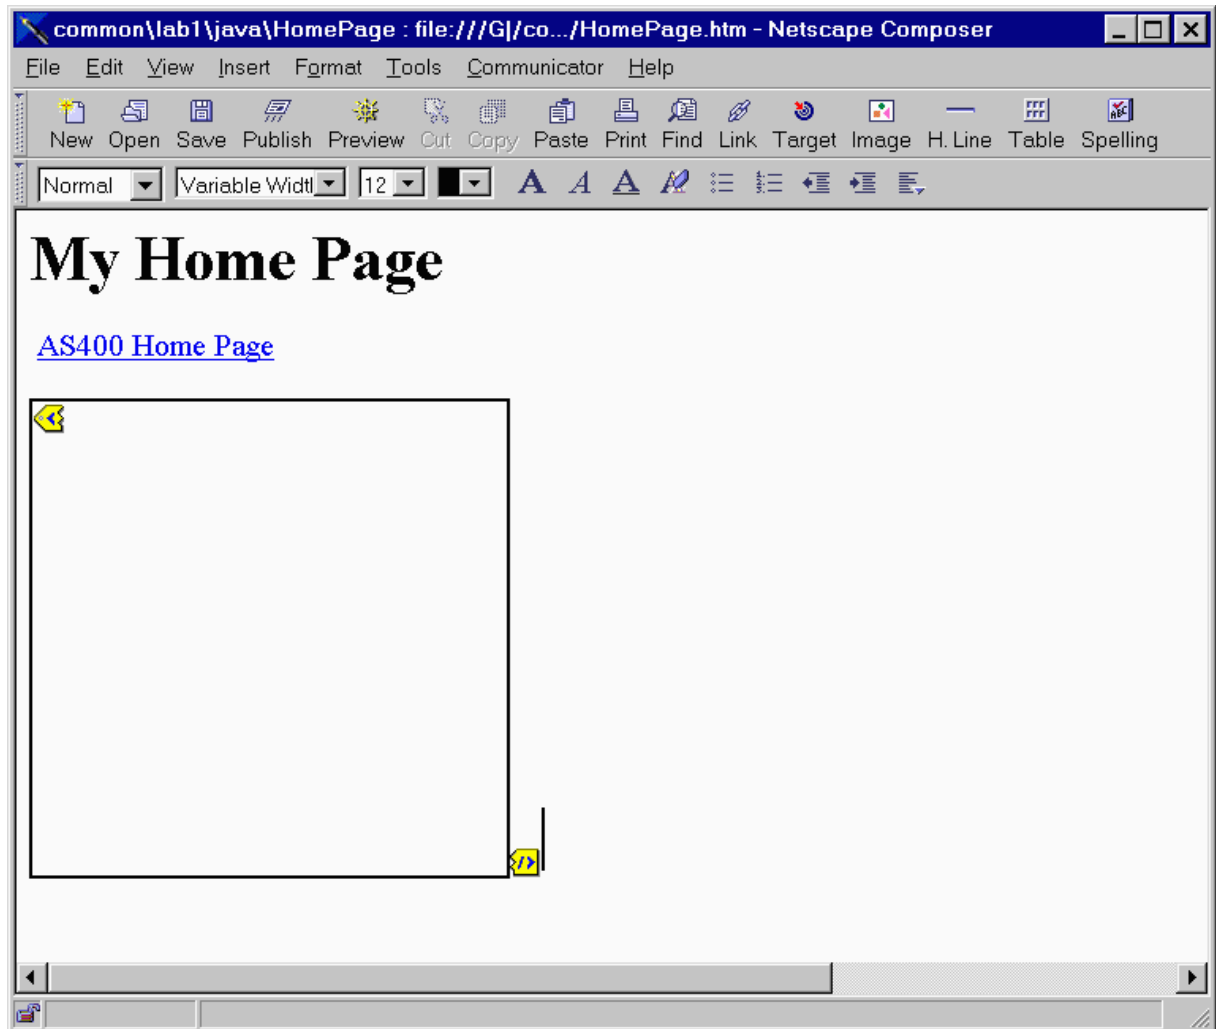 common\lab1\java\HomePage : file:///G|/co.../HomePage.htm - Netscape Composer
File Edit View Insert Format Tools Communicator Help
New Open Save Publish Preview Cut Copy Paste Print Find Link Target Image H. Line Table Spelling
Normal Variable Widtl 12 A A A
My Home Page
AS400 Home Page